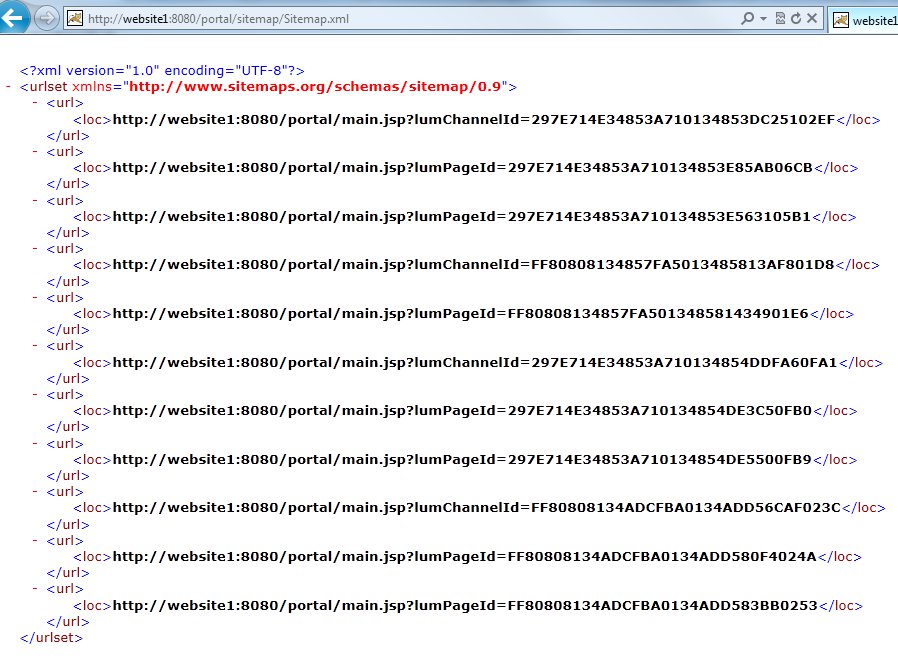 http://website1:8080/portal/sitemap/Sitemap.xml
website1
<?xml version="1.0" encoding="UTF-8"?>
- <urlset xmlns="http://www.sitemaps.org/schemas/sitemap/0.9">
- <url>
<loc>http://website1:8080/portal/main.jsp?lumChannelId=297E714E34853A710134853DC25102EF</loc>
</url>
- <url>
<loc>http://website1:8080/portal/main.jsp?lumPageId=297E714E34853A710134853E85AB06CB</loc>
</url>
- <url>
<loc>http://website1:8080/portal/main.jsp?lumPageId=297E714E34853A710134853E563105B1</loc>
</url>
- <url>
<loc>http://website1:8080/portal/main.jsp?lumChannelId=FF80808134857FA5013485813AF801D8</loc>
</url>
- <url>
<loc>http://website1:8080/portal/main.jsp?lumPageId=FF80808134857FA501348581434901E6</loc>
</url>
- <url>
<loc>http://website1:8080/portal/main.jsp?lumChannelId=297E714E34853A710134854DDFA60FA1</loc>
</url>
- <url>
<loc>http://website1:8080/portal/main.jsp?lumPageId=297E714E34853A710134854DE3C50FB0</loc>
</url>
- <url>
<loc>http://website1:8080/portal/main.jsp?lumPageId=297E714E34853A710134854DE5500FB9</loc>
</url>
- <url>
<loc>http://website1:8080/portal/main.jsp?lumChannelId=FF80808134ADCFBA0134ADD56CAF023C</loc>
</url>
- <url>
<loc>http://website1:8080/portal/main.jsp?lumPageId=FF80808134ADCFBA0134ADD580F4024A</loc>
</url>
- <url>
<loc>http://website1:8080/portal/main.jsp?lumPageId=FF80808134ADCFBA0134ADD583BB0253</loc>
</url>
</urlset>